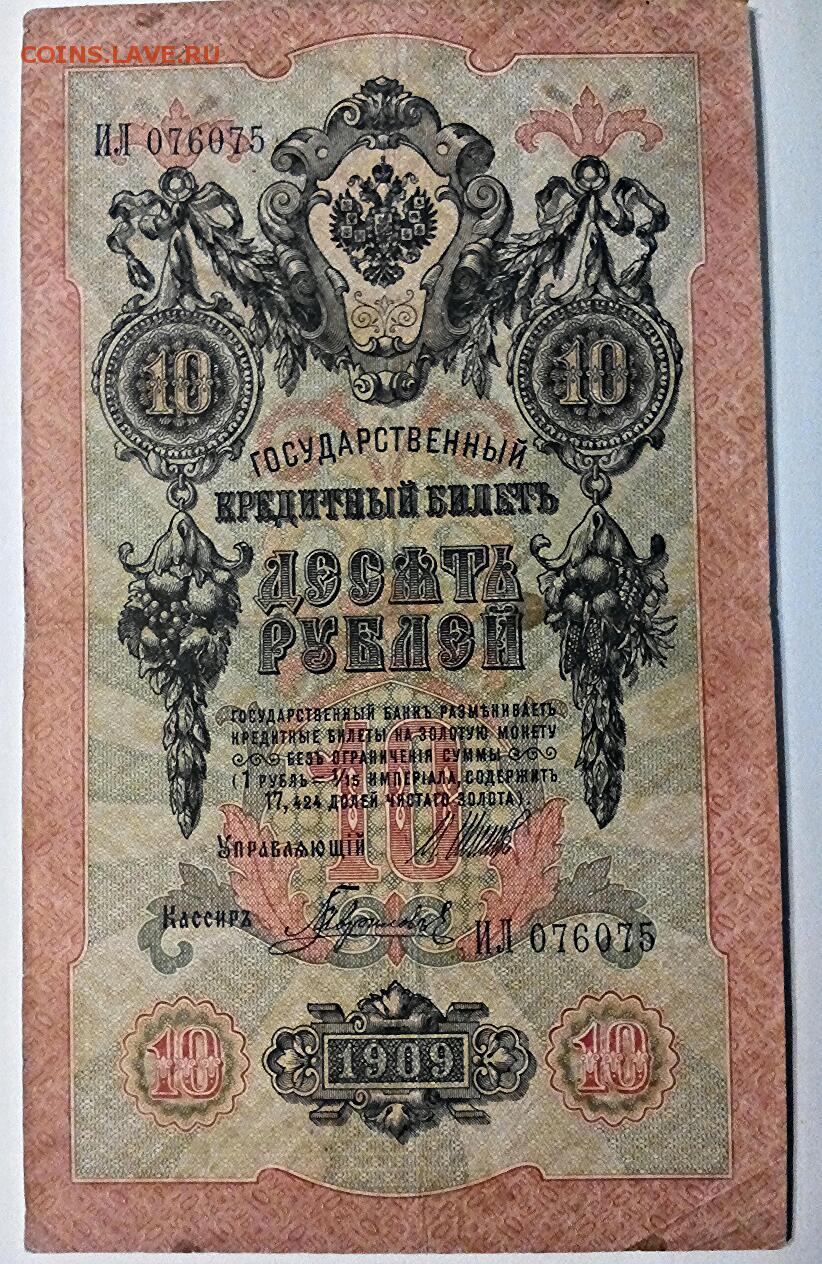 COINS.LAVE.RU
ИЛ 076075
10 10
ГОСУДАРСТВЕННЫЙ
КРЕДИТНЫЙ БИЛЕТЪ
ДЕСЯТЬ
РУБЛЕЙ
ГОСУДАРСТВЕННЫЙ БАНКЪ РАЗМѢНИВАЕТЪ
КРЕДИТНЫЕ БИЛЕТЫ НА ЗОЛОТУЮ МОНЕТУ
БЕЗЪ ОГРАНИЧЕНІЯ СУММЫ
(1 РУБЛЬ = 1/15 ИМПЕРІАЛА, СОДЕРЖИТЪ
17,424 ДОЛЕЙ ЧИСТАГО ЗОЛОТА).
10
УПРАВЛЯЮЩІЙ
КАССИРЪ
ИЛ 076075
10 1909 10